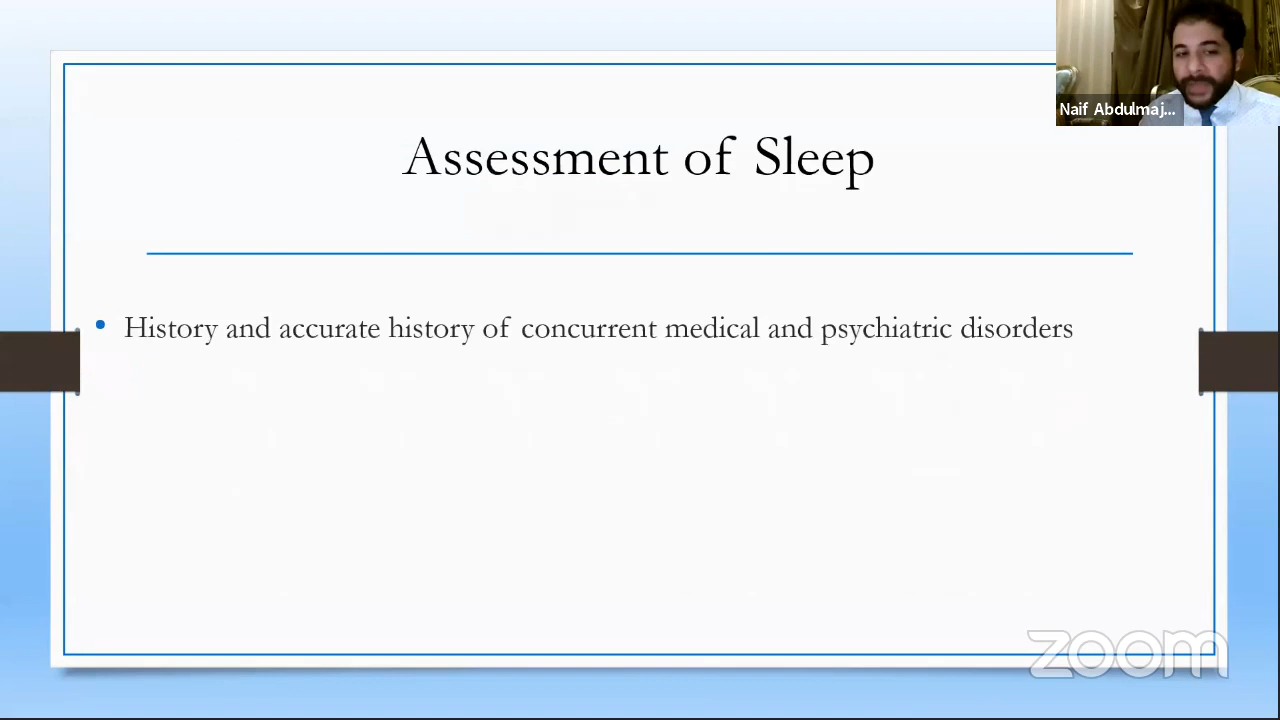 Naif Abdulmaj...
Assessment of Sleep
• History and accurate history of concurrent medical and psychiatric disorders
zoom